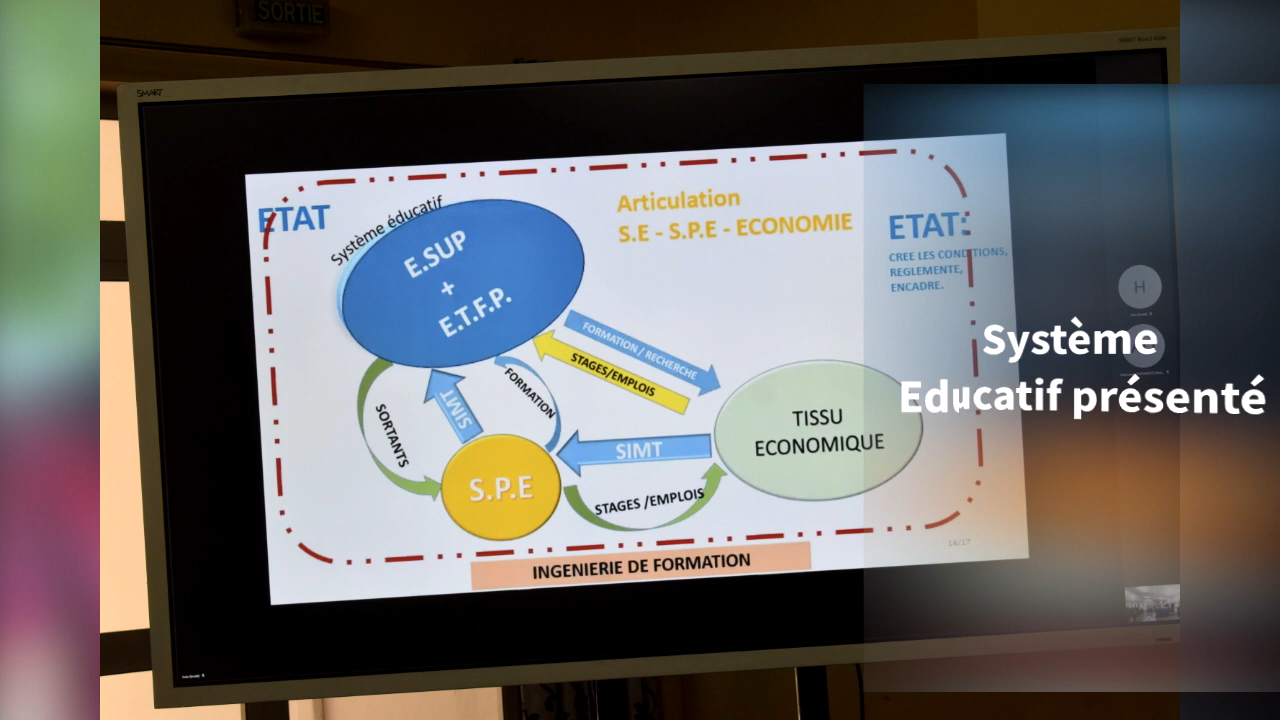 SORTIE
SMART
ETAT
Système éducatif
E.SUP
+
E.T.F.P.
Articulation
S.E - S.P.E - ECONOMIE
ETAT:
CREE LES CONDITIONS,
REGLEMENTE,
ENCADRE.
H
FORMATION / RECHERCHE
STAGES/EMPLOIS
FORMATION
SIMT
SORTANTS
TISSU
ECONOMIQUE
SIMT
S.P.E
STAGES /EMPLOIS
14/17
INGENIERIE DE FORMATION
Système
Educatif présenté